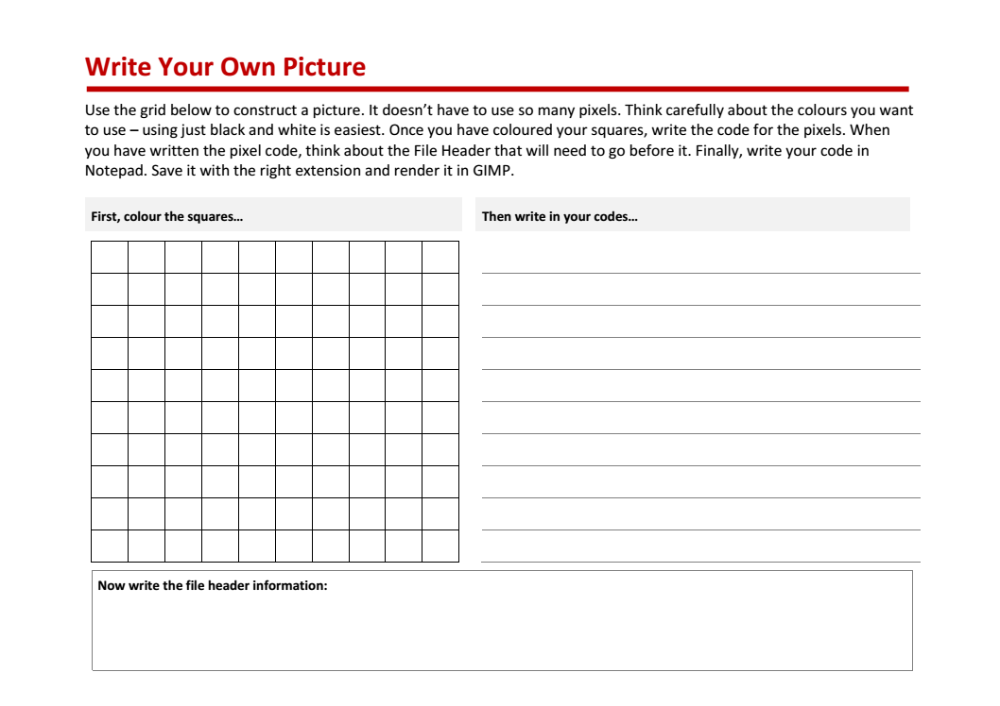 Write Your Own Picture
Use the grid below to construct a picture. It doesn’t have to use so many pixels. Think carefully about the colours you want
to use – using just black and white is easiest. Once you have coloured your squares, write the code for the pixels. When
you have written the pixel code, think about the File Header that will need to go before it. Finally, write your code in
Notepad. Save it with the right extension and render it in GIMP.
First, colour the squares…
Then write in your codes…
Now write the file header information: